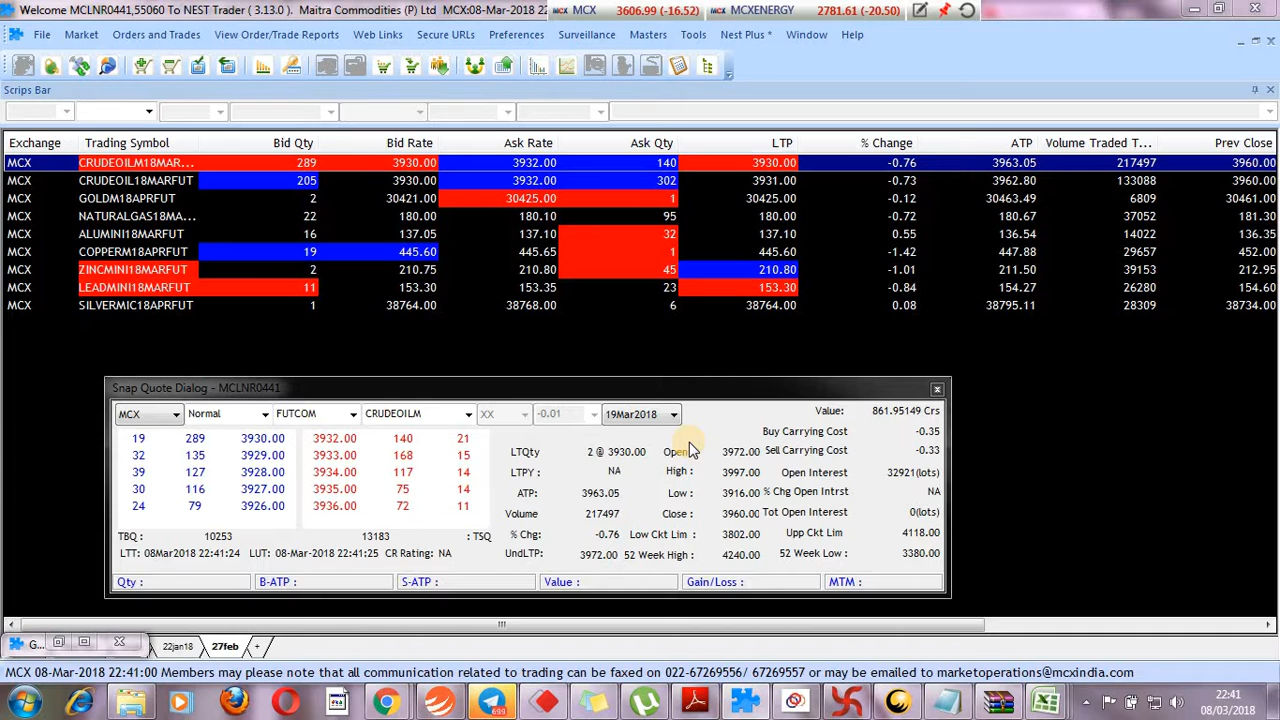 Welcome MCLNR0441,55060 To NEST Trader ( 3.13.0 ) Maitra Commodities (P) Ltd MCX:08-Mar-2018 22 MCX 3606.99 (-16.52) MCXENERGY 2781.61 (-20.50)
File Market Orders and Trades View Order/Trade Reports Web Links Secure URLs Preferences Surveillance Masters Tools Nest Plus * Window Help
Scrips Bar
Exchange Trading Symbol Bid Qty Bid Rate Ask Rate Ask Qty LTP % Change ATP Volume Traded T... Prev Close
MCX CRUDEOILM18MAR... 289 3930.00 3932.00 140 3930.00 -0.76 3963.05 217497 3960.00
MCX CRUDEOIL18MARFUT 205 3930.00 3932.00 302 3931.00 -0.73 3962.80 133088 3960.00
MCX GOLDM18APRFUT 2 30421.00 30425.00 1 30425.00 -0.12 30463.49 6809 30461.00
MCX NATURALGAS18MA... 22 180.00 180.10 95 180.00 -0.72 180.67 37052 181.30
MCX ALUMINI18MARFUT 16 137.05 137.10 32 137.10 0.55 136.54 14022 136.35
MCX COPPERM18APRFUT 19 445.60 445.65 1 445.60 -1.42 447.88 29657 452.00
MCX ZINCMINI18MARFUT 2 210.75 210.80 45 210.80 -1.01 211.50 39153 212.95
MCX LEADMINI18MARFUT 11 153.30 153.35 23 153.30 -0.84 154.27 26280 154.60
MCX SILVERMIC18APRFUT 1 38764.00 38768.00 6 38764.00 0.08 38795.11 28309 38734.00
Snap Quote Dialog - MCLNR0441
MCX Normal FUTCOM CRUDEOILM XX -0.01 19Mar2018 Value: 861.95149 Crs
Buy Carrying Cost -0.35
19 289 3930.00 3932.00 140 21 LTQty 2 @ 3930.00 Open 3972.00 Sell Carrying Cost -0.33
32 135 3929.00 3933.00 168 15 LTPY : NA High : 3997.00 Open Interest 32921(lots)
39 127 3928.00 3934.00 117 14 ATP: 3963.05 Low : 3916.00 % Chg Open Intrst NA
30 116 3927.00 3935.00 75 14 Volume 217497 Close : 3960.00 Tot Open Interest 0(lots)
24 79 3926.00 3936.00 72 11
TBQ : 10253 13183 : TSQ % Chg: -0.76 Low Ckt Lim : 3802.00 Upp Ckt Lim 4118.00
LTT: 08Mar2018 22:41:24 LUT: 08-Mar-2018 22:41:25 CR Rating: NA UndLTP 3972.00 52 Week High : 4240.00 52 Week Low : 3380.00
Qty : B-ATP : S-ATP : Value : Gain/Loss : MTM :
G... 22jan18 27feb +
MCX 08-Mar-2018 22:41:00 Members may please note that all communication related to trading can be faxed on 022-67269556/ 67269557 or may be emailed to marketoperations@mcxindia.com
699
22:41
08/03/2018